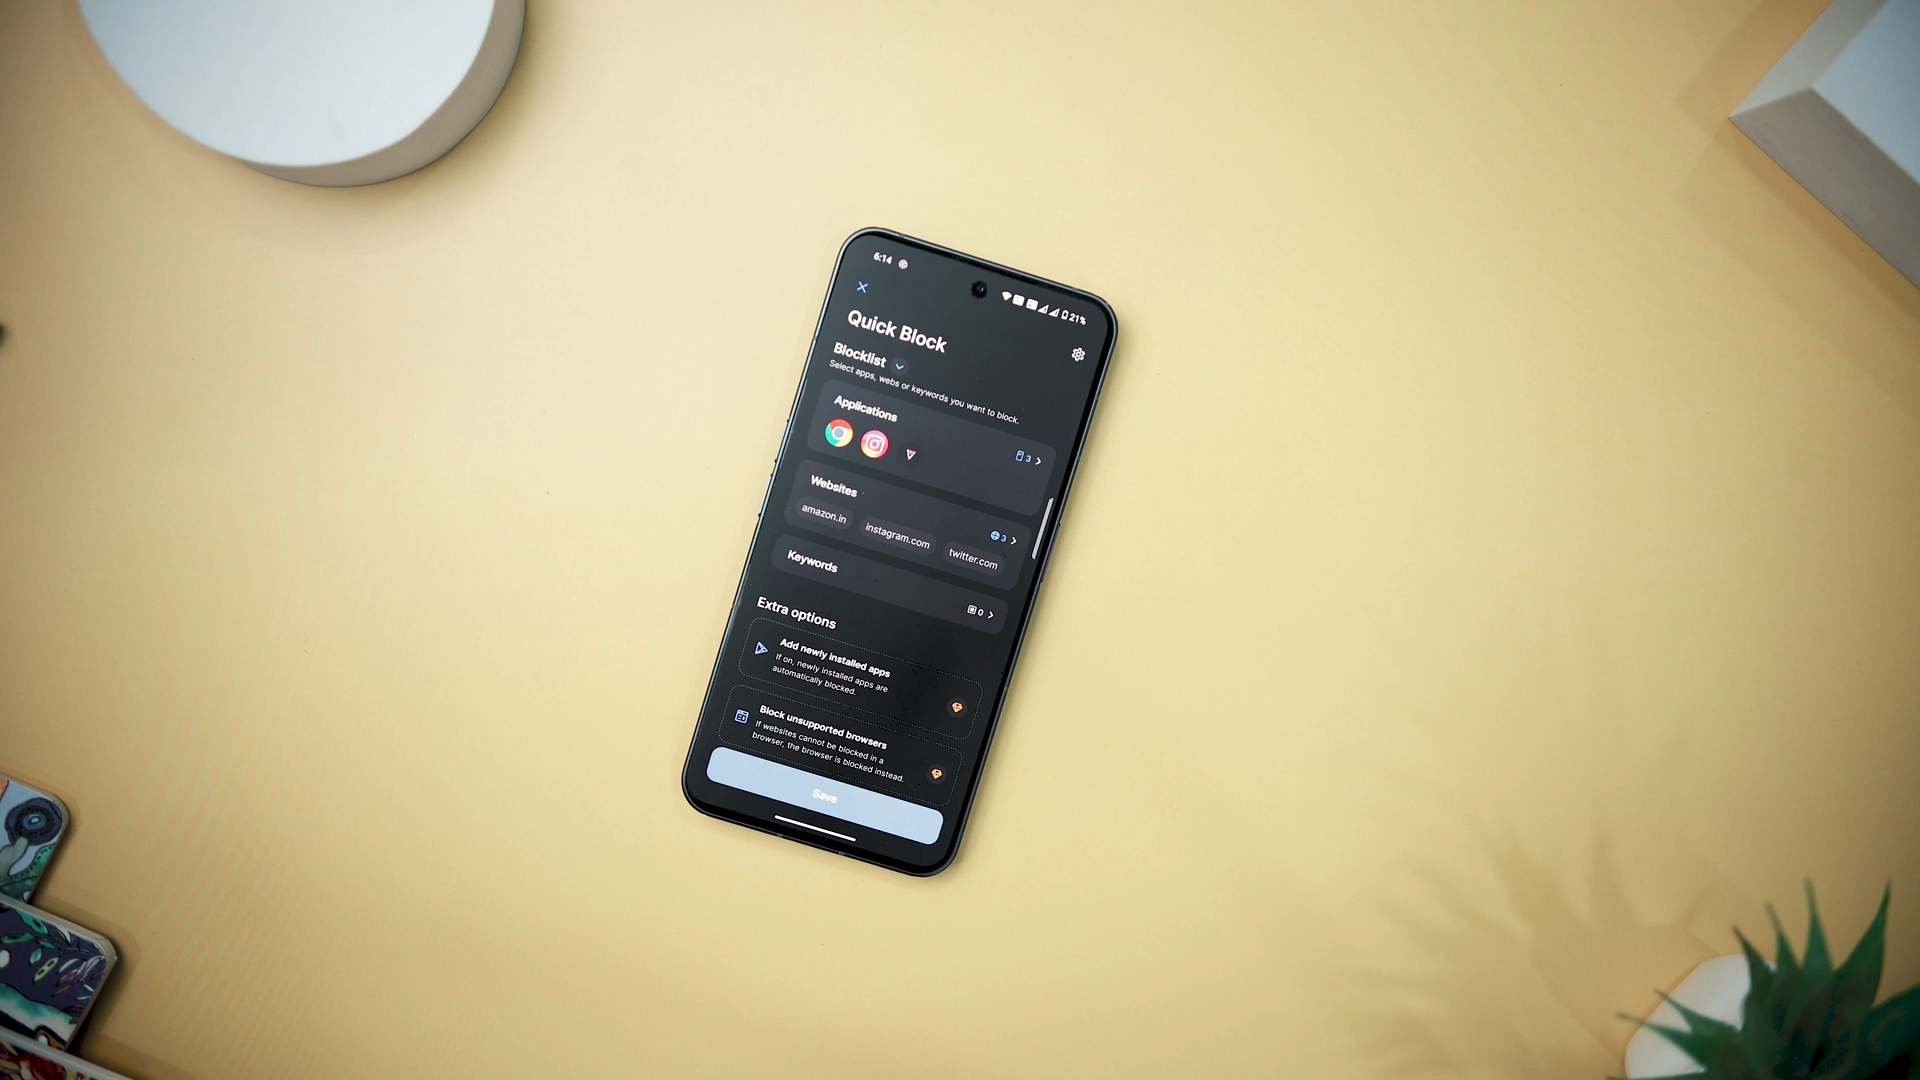 6:14
21%
Quick Block
Blocklist
Select apps, webs or keywords you want to block.
Applications
3
Websites
3
amazon.in instagram.com twitter.com
Keywords
0
Extra options
Add newly installed apps
If on, newly installed apps are
automatically blocked.
Block unsupported browsers
If websites cannot be blocked in a
browser, the browser is blocked instead.
Save